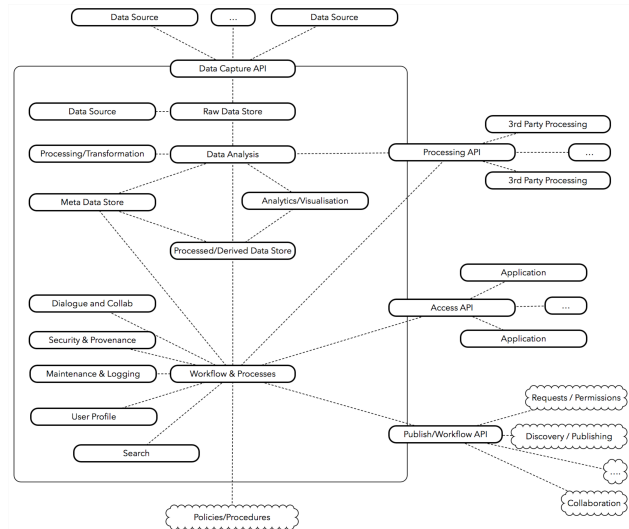 Data Source
...
Data Source
Data Capture API
Data Source
Raw Data Store
3rd Party Processing
Processing/Transformation
Data Analysis
Processing API
...
3rd Party Processing
Meta Data Store
Analytics/Visualisation
Processed/Derived Data Store
Application
Dialogue and Collab
Access API
...
Security & Provenance
Application
Maintenance & Logging
Workflow & Processes
Requests / Permissions
User Profile
Publish/Workflow API
Discovery / Publishing
Search
....
Collaboration
Policies/Procedures